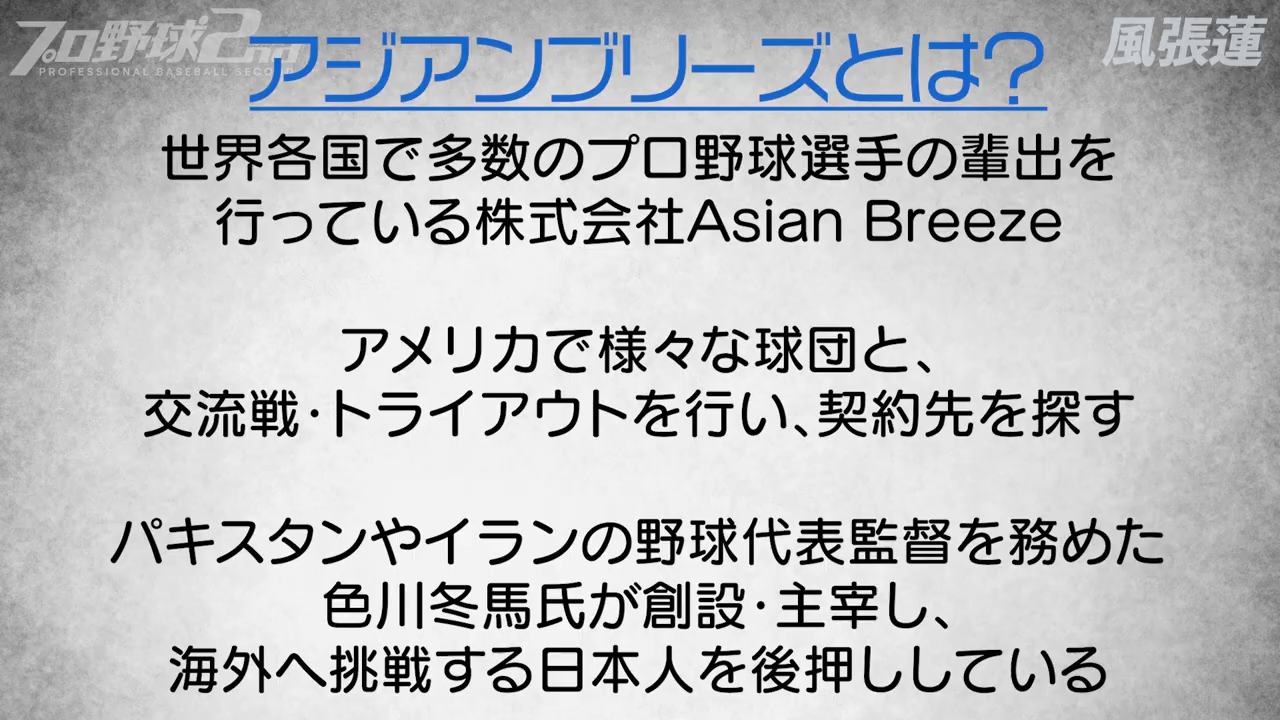 プロ野球2nd
PROFESSIONAL BASEBALL SECOND
風張蓮
アジアンブリーズとは?
世界各国で多数のプロ野球選手の輩出を
行っている株式会社Asian Breeze
アメリカで様々な球団と、
交流戦・トライアウトを行い、契約先を探す
パキスタンやイランの野球代表監督を務めた
色川冬馬氏が創設・主宰し、
海外へ挑戦する日本人を後押ししている